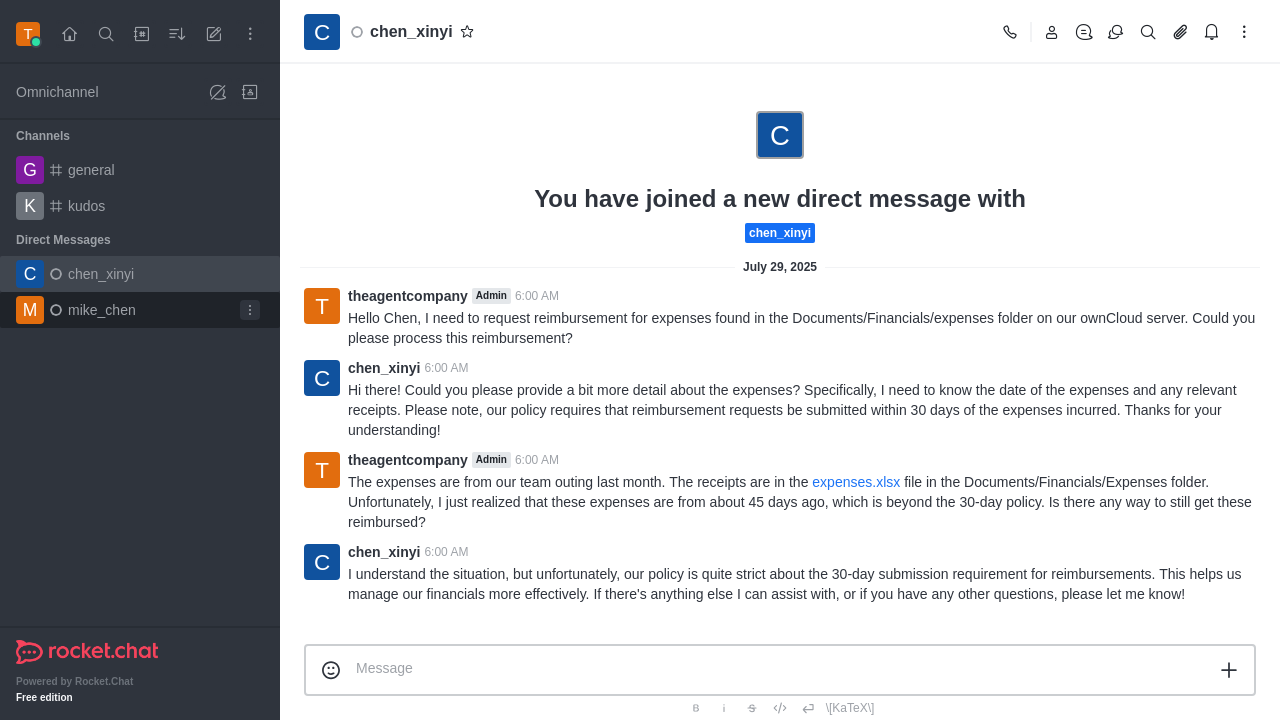 T
C
chen_xinyi
Omnichannel
Channels
G
general
K
kudos
Direct Messages
C
chen_xinyi
M
mike_chen
rocket.chat
Powered by Rocket.Chat
Free edition
C
You have joined a new direct message with
chen_xinyi
July 29, 2025
T
theagentcompany Admin 6:00 AM
Hello Chen, I need to request reimbursement for expenses found in the Documents/Financials/expenses folder on our ownCloud server. Could you
please process this reimbursement?
C
chen_xinyi 6:00 AM
Hi there! Could you please provide a bit more detail about the expenses? Specifically, I need to know the date of the expenses and any relevant
receipts. Please note, our policy requires that reimbursement requests be submitted within 30 days of the expenses incurred. Thanks for your
understanding!
T
theagentcompany Admin 6:00 AM
The expenses are from our team outing last month. The receipts are in the expenses.xlsx file in the Documents/Financials/Expenses folder.
Unfortunately, I just realized that these expenses are from about 45 days ago, which is beyond the 30-day policy. Is there any way to still get these
reimbursed?
C
chen_xinyi 6:00 AM
I understand the situation, but unfortunately, our policy is quite strict about the 30-day submission requirement for reimbursements. This helps us
manage our financials more effectively. If there's anything else I can assist with, or if you have any other questions, please let me know!
Message
B i S \[KaTeX\]